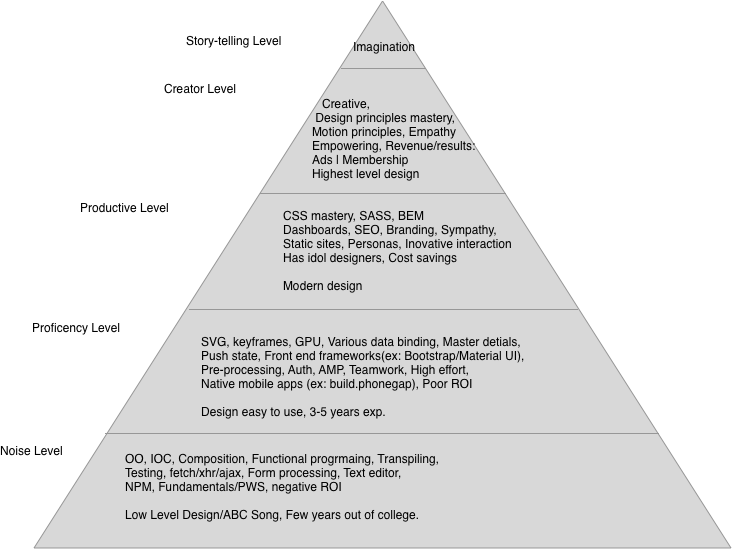 Story-telling Level
Imagination
Creator Level
Creative,
Design principles mastery,
Motion principles, Empathy
Empowering, Revenue/results:
Ads | Membership
Highest level design
Productive Level
CSS mastery, SASS, BEM
Dashboards, SEO, Branding, Sympathy,
Static sites, Personas, Inovative interaction
Has idol designers, Cost savings
Modern design
Proficency Level
SVG, keyframes, GPU, Various data binding, Master detials,
Push state, Front end frameworks(ex: Bootstrap/Material UI),
Pre-processing, Auth, AMP, Teamwork, High effort,
Native mobile apps (ex: build.phonegap), Poor ROI
Design easy to use, 3-5 years exp.
Noise Level
OO, IOC, Composition, Functional progrmaing, Transpiling,
Testing, fetch/xhr/ajax, Form processing, Text editor,
NPM, Fundamentals/PWS, negative ROI
Low Level Design/ABC Song, Few years out of college.